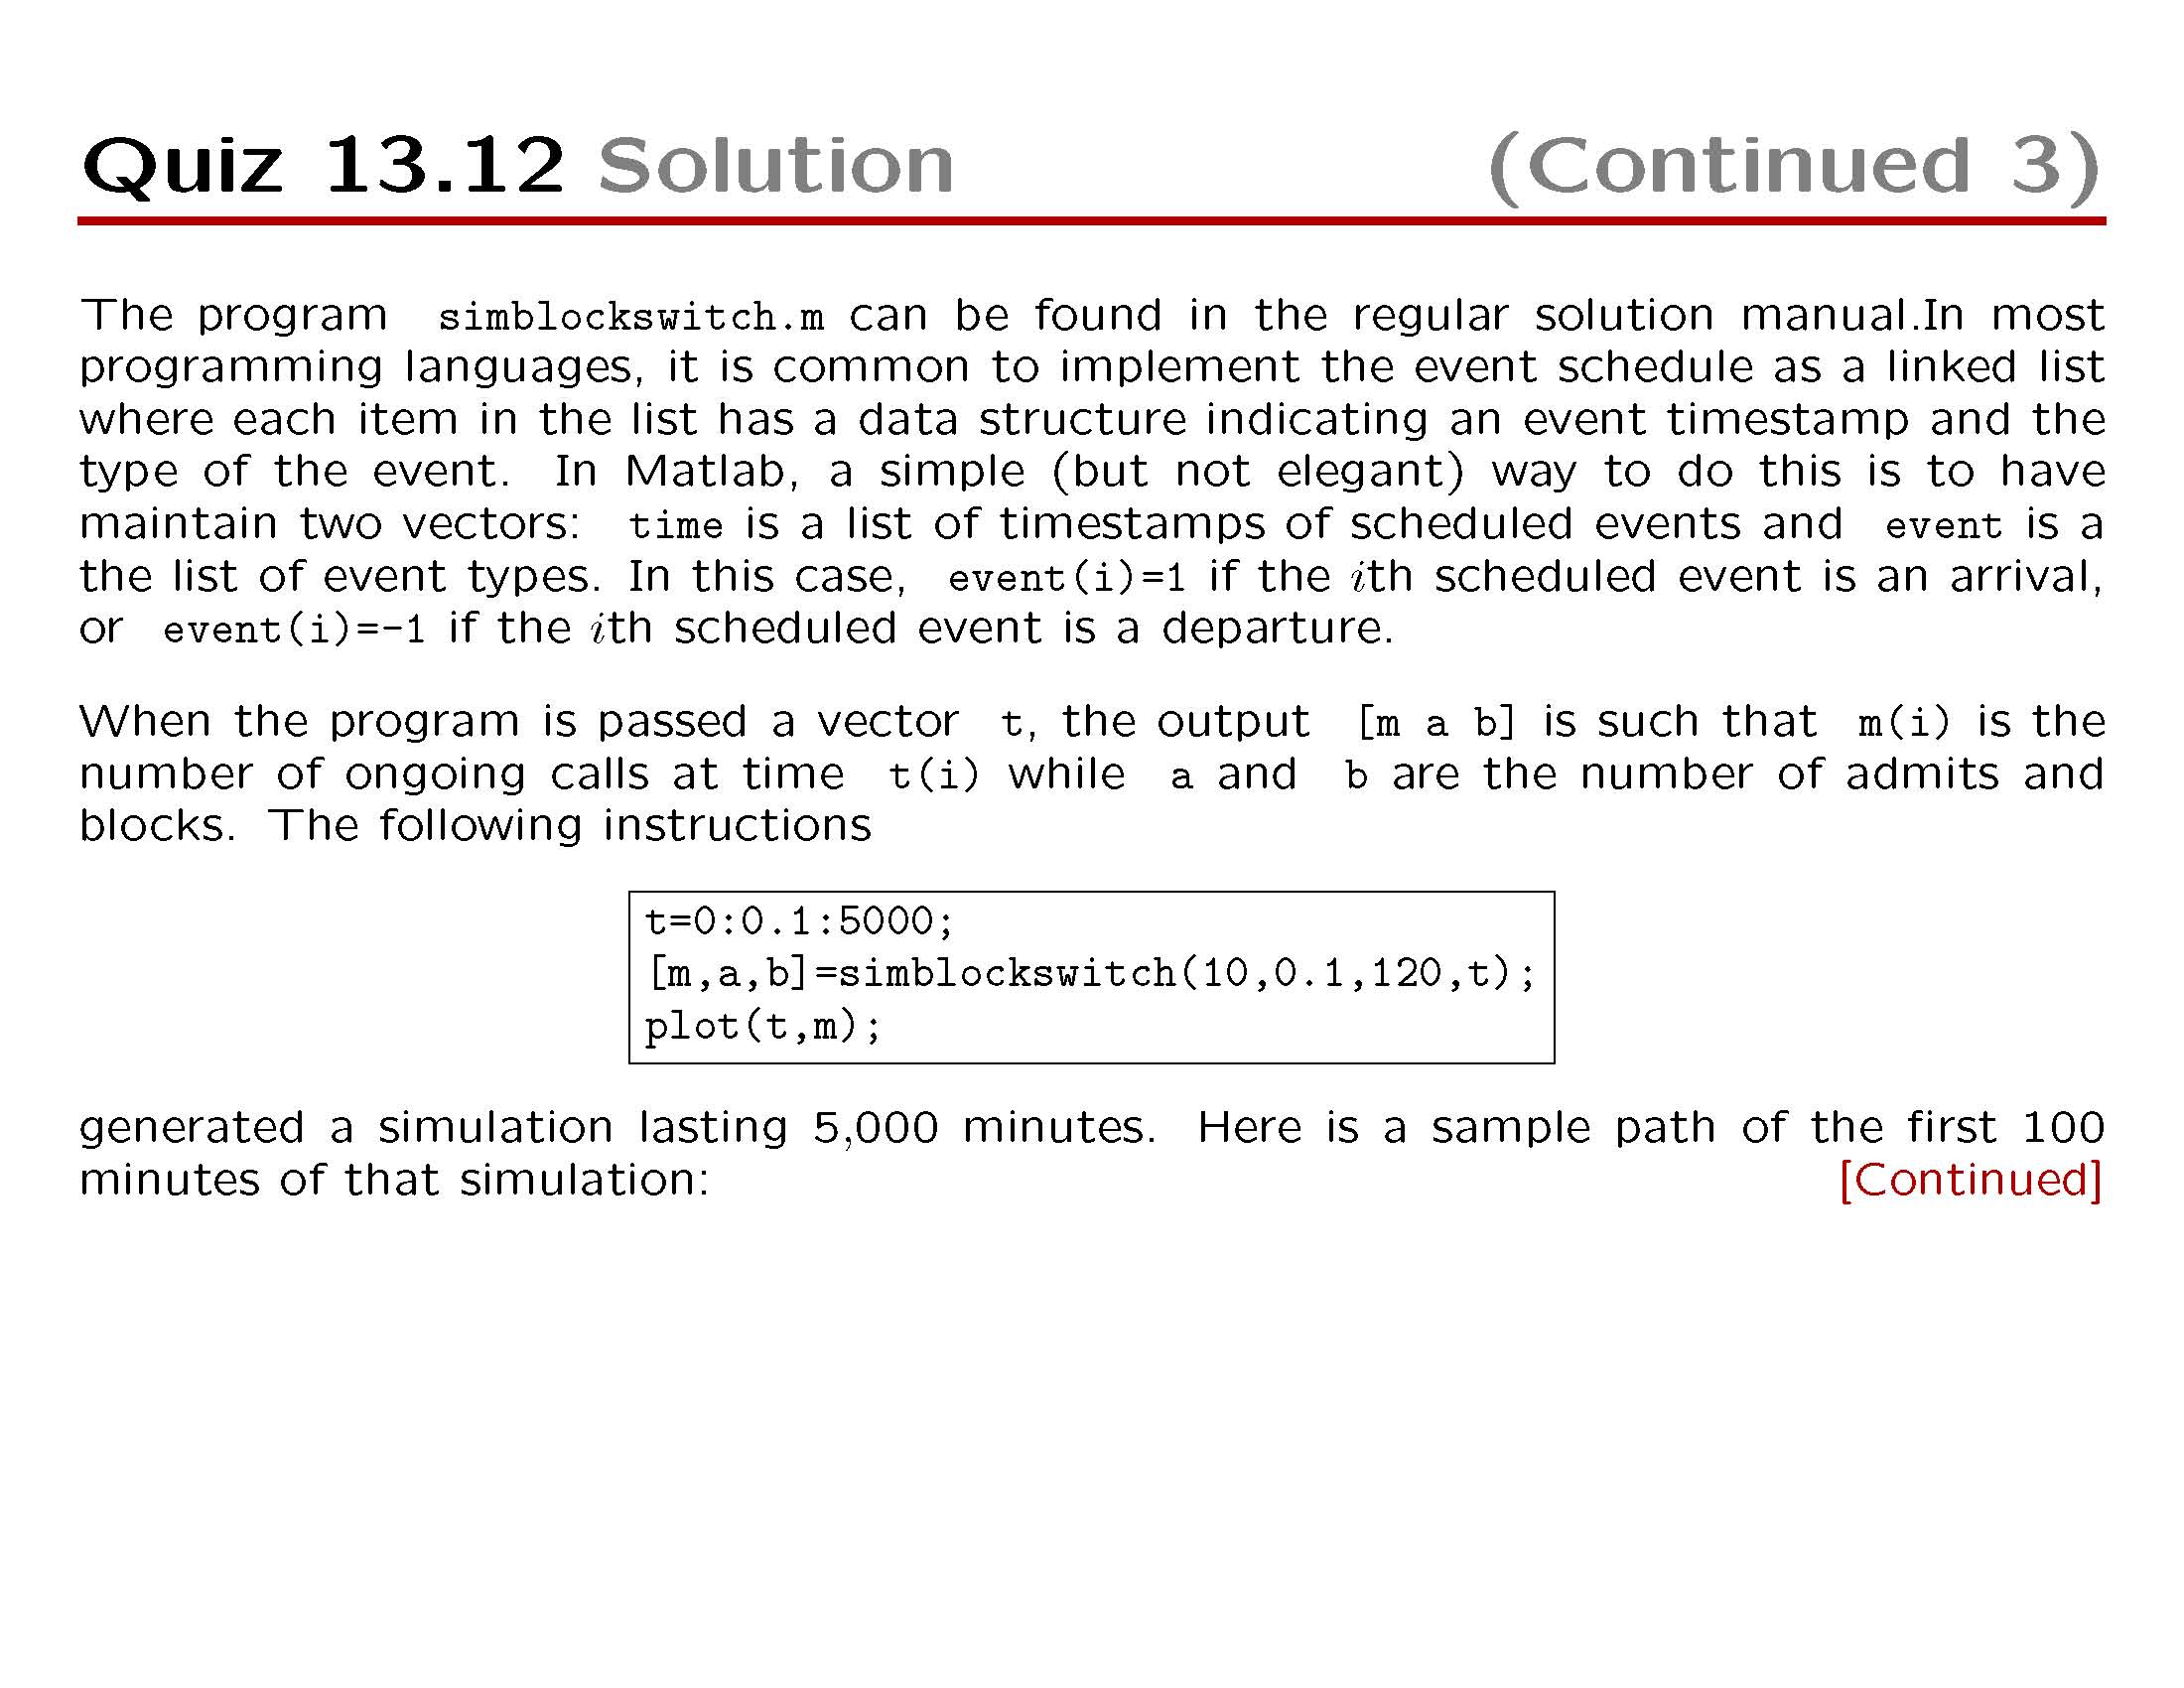 Quiz 13.12 Solution (Continued 3)
The program simblockswitch.m can be found in the regular solution manual.In most
programming languages, it is common to implement the event schedule as a linked list
where each item in the list has a data structure indicating an event timestamp and the
type of the event. In Matlab, a simple (but not elegant) way to do this is to have
maintain two vectors: time is a list of timestamps of scheduled events and event is a
the list of event types. In this case, event(i)=1 if the ith scheduled event is an arrival,
or event(i)=-1 if the ith scheduled event is a departure.
When the program is passed a vector t, the output [m a b] is such that m(i) is the
number of ongoing calls at time t(i) while a and b are the number of admits and
blocks. The following instructions
t=0:0.1:5000;
[m,a,b]=simblockswitch(10,0.1,120,t);
plot(t,m);
generated a simulation lasting 5,000 minutes. Here is a sample path of the first 100
minutes of that simulation: [Continued]